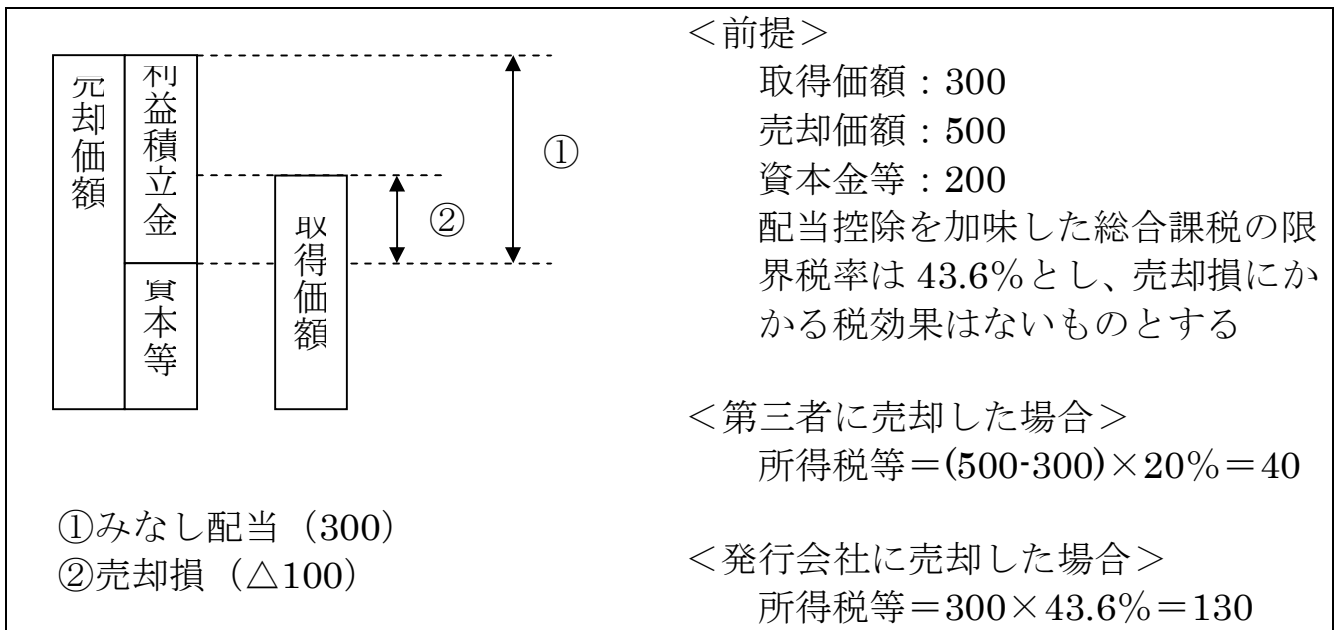 売却価額
利益積立金
資本等
取得価額
①
②
①みなし配当（300）
②売却損（△100）
＜前提＞
取得価額：300
売却価額：500
資本金等：200
配当控除を加味した総合課税の限
界税率は 43.6％とし、売却損にか
かる税効果はないものとする
＜第三者に売却した場合＞
所得税等＝(500-300)×20％＝40
＜発行会社に売却した場合＞
所得税等＝300×43.6％＝130